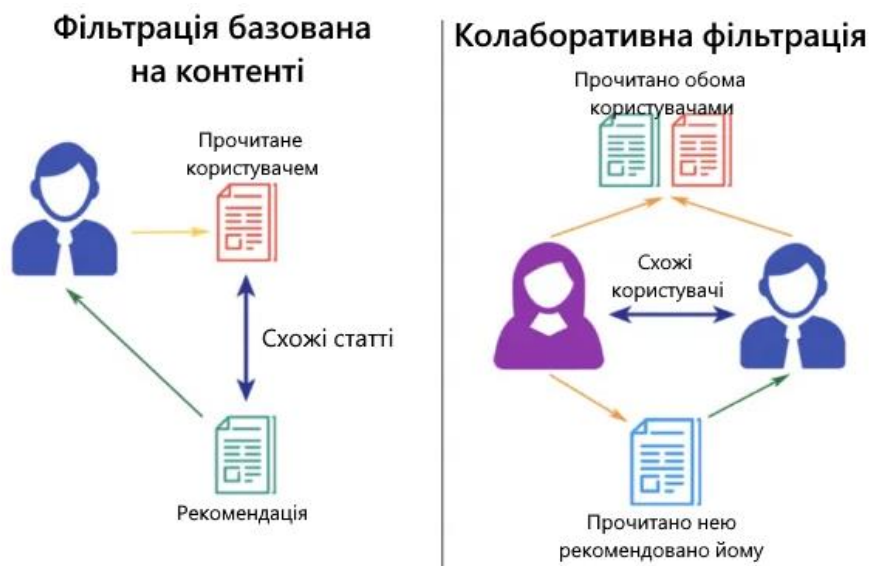 Фільтрація базована
на контенті
Прочитане
користувачем
Схожі статті
Рекомендація
Колаборативна фільтрація
Прочитано обома
користувачами
Схожі
користувачі
Прочитано нею
рекомендовано йому